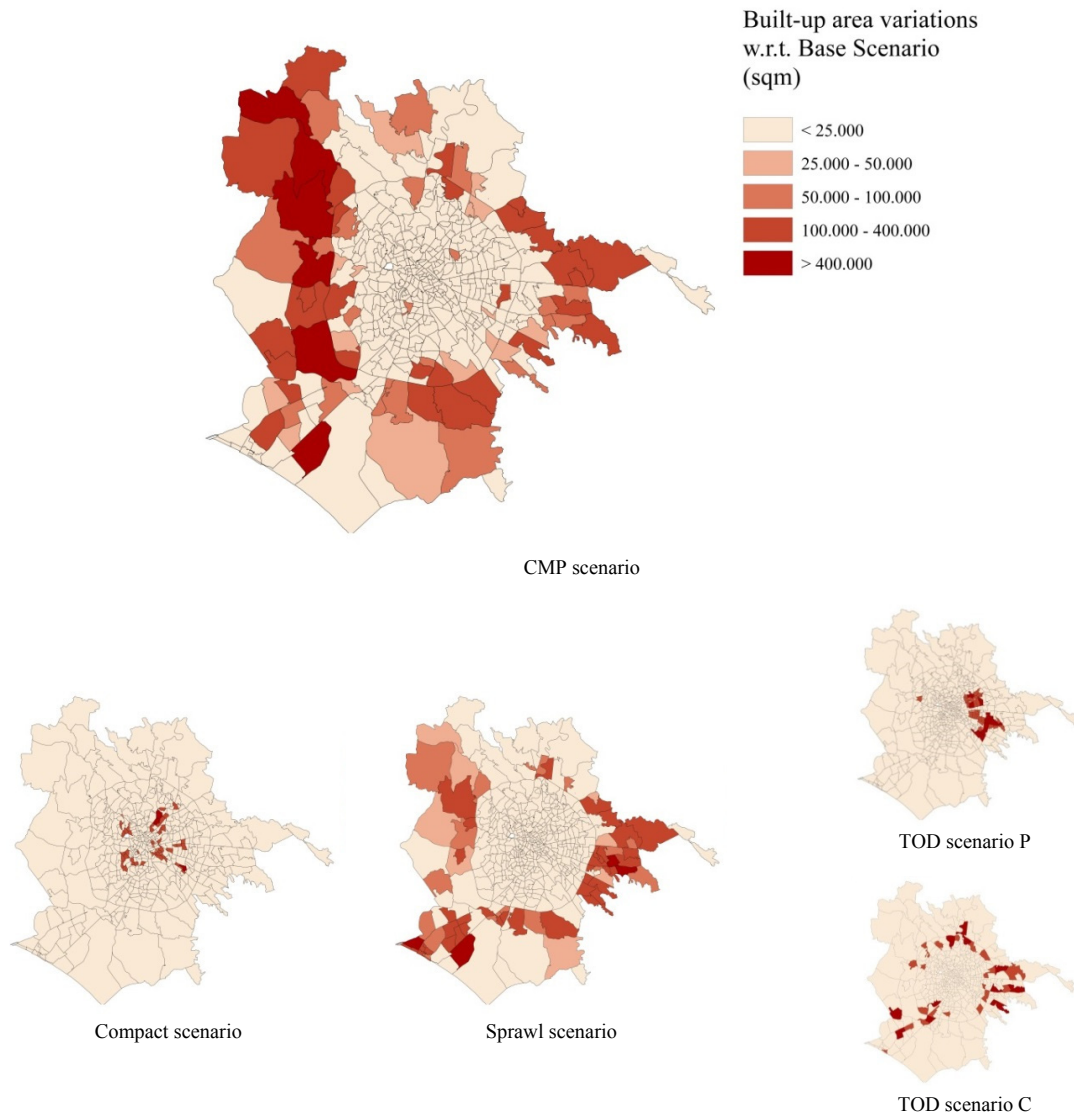 Built-up area variations
w.r.t. Base Scenario
(sqm)
< 25.000
25.000 - 50.000
50.000 - 100.000
100.000 - 400.000
> 400.000
CMP scenario
TOD scenario P
Compact scenario
Sprawl scenario
TOD scenario C